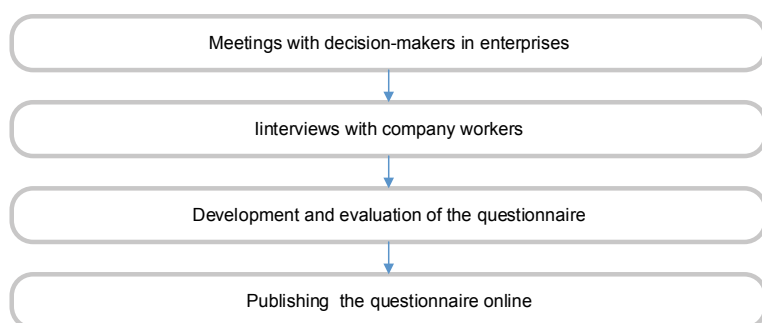 Meetings with decision-makers in enterprises
Iinterviews with company workers
Development and evaluation of the questionnaire
Publishing the questionnaire online